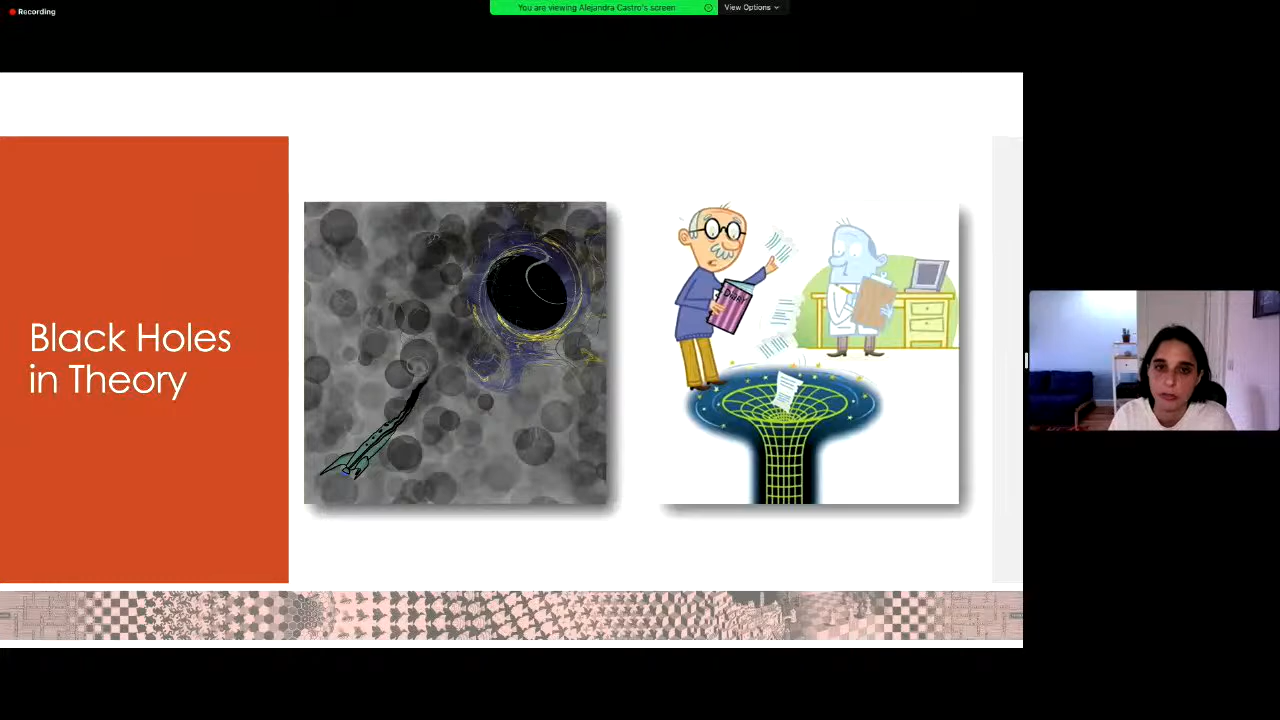 Recording
You are viewing Alejandra Castro's screen
View Options
Black Holes
in Theory